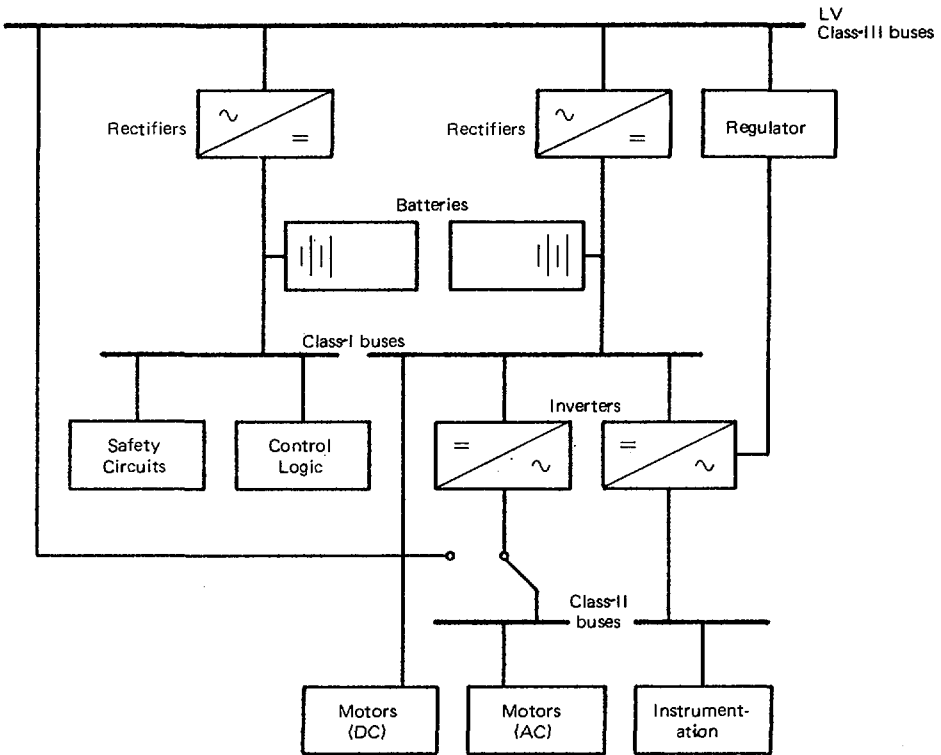 LV
Class-III buses
Rectifiers
Rectifiers
Regulator
Batteries
Class-I buses
Inverters
Safety
Circuits
Control
Logic
Class-II
buses
Motors
(DC)
Motors
(AC)
Instrument-
ation